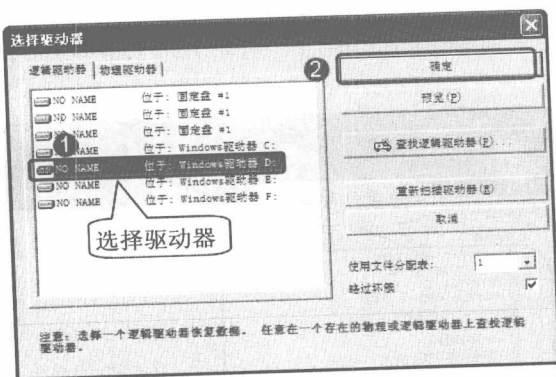 选择驱动器
逻辑驱动器 物理驱动器
NO NAME 位于: 固定盘 #1
NO NAME 位于: 固定盘 #1
NO NAME 位于: 固定盘 #1
NO NAME 位于: Windows驱动器 C:
NO NAME 位于: Windows驱动器 D:
NO NAME 位于: Windows驱动器 E:
NO NAME 位于: Windows驱动器 F:
1
选择驱动器
2
确定
预览(P)
查找逻辑驱动器(F)...
重新扫描驱动器(R)
取消
使用文件分配表: 1
略过坏簇
注意: 选择一个逻辑驱动器恢复数据。 任意在一个存在的物理或逻辑驱动器上查找逻辑
驱动器。